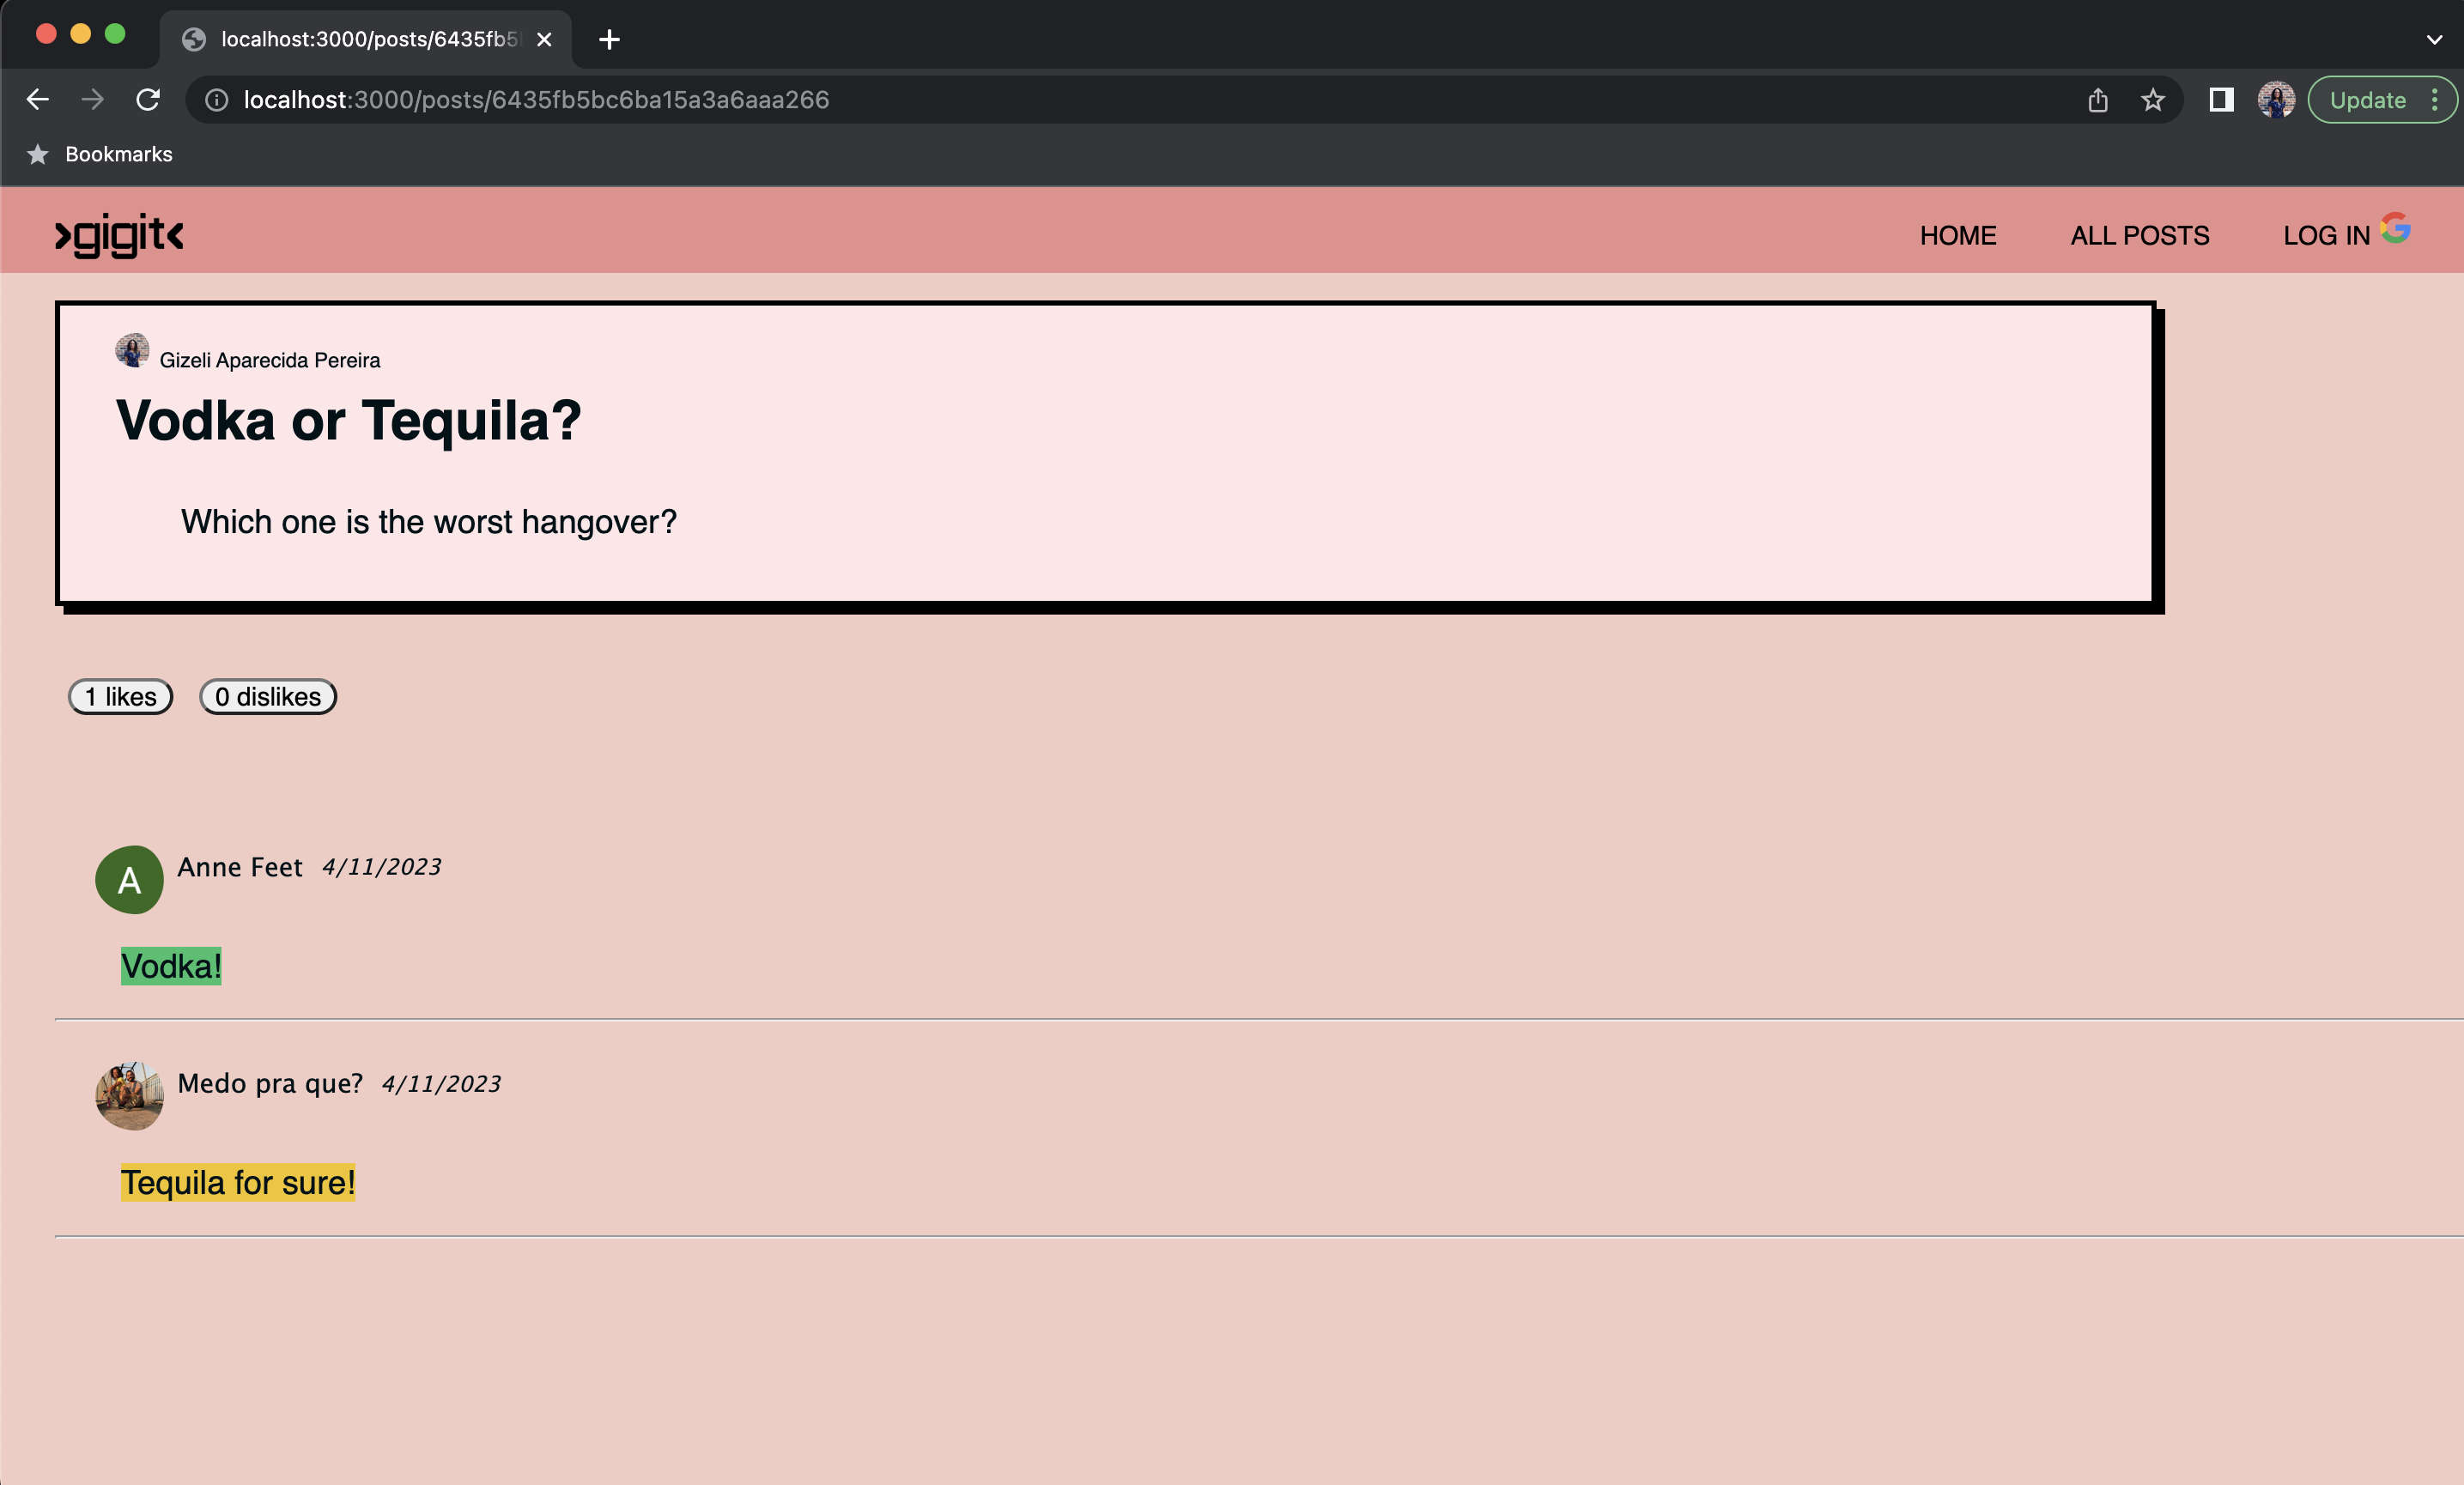 localhost:3000/posts/6435fb5
localhost:3000/posts/6435fb5bc6ba15a3a6aaa266
Update
Bookmarks
>gigit<
HOME ALL POSTS LOG IN
Gizeli Aparecida Pereira
Vodka or Tequila?
Which one is the worst hangover?
1 likes 0 dislikes
A Anne Feet 4/11/2023
Vodka!
Medo pra que? 4/11/2023
Tequila for sure!